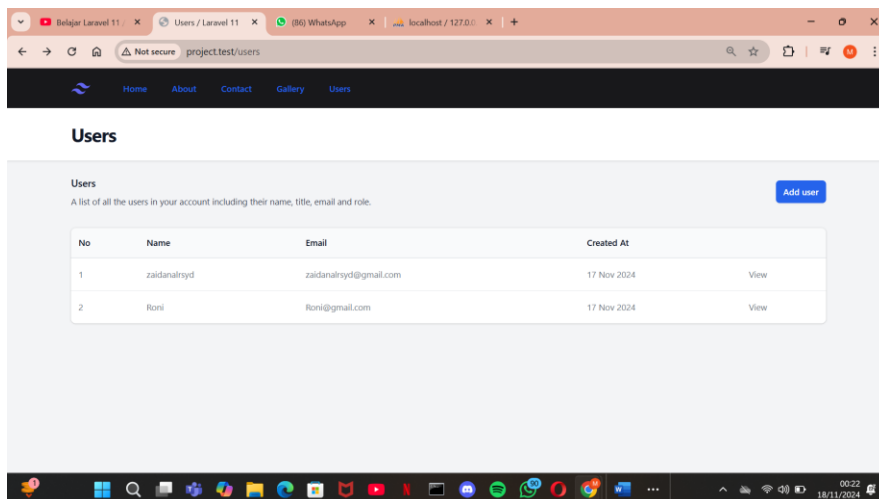 Belajar Laravel 11 / Users / Laravel 11 (86) WhatsApp localhost / 127.0.0
Not secure project.test/users M
Home About Contact Gallery Users
Users
Users
A list of all the users in your account including their name, title, email and role.
Add user
No Name Email Created At
1 zaidanalrsyd zaidanalrsyd@gmail.com 17 Nov 2024 View
2 Roni Roni@gmail.com 17 Nov 2024 View
1 90 00:22
18/11/2024